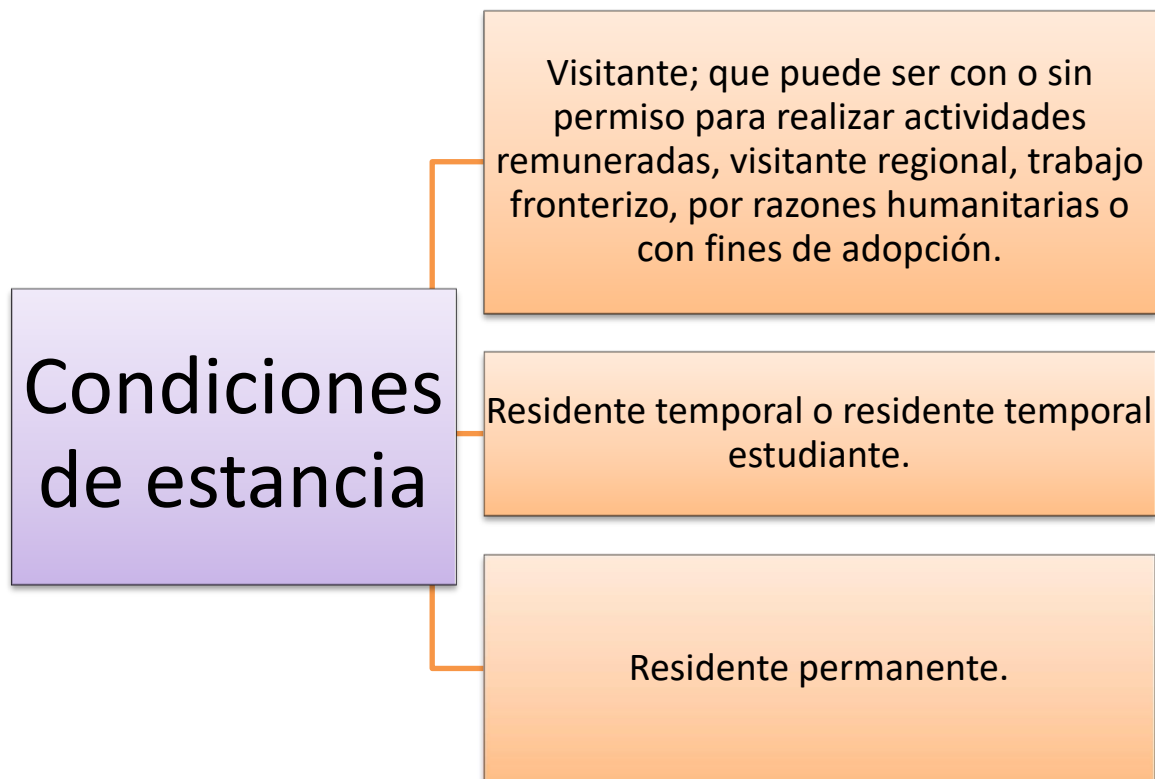 Visitante; que puede ser con o sin
permiso para realizar actividades
remuneradas, visitante regional, trabajo
fronterizo, por razones humanitarias o
con fines de adopción.
Condiciones
de estancia
Residente temporal o residente temporal
estudiante.
Residente permanente.